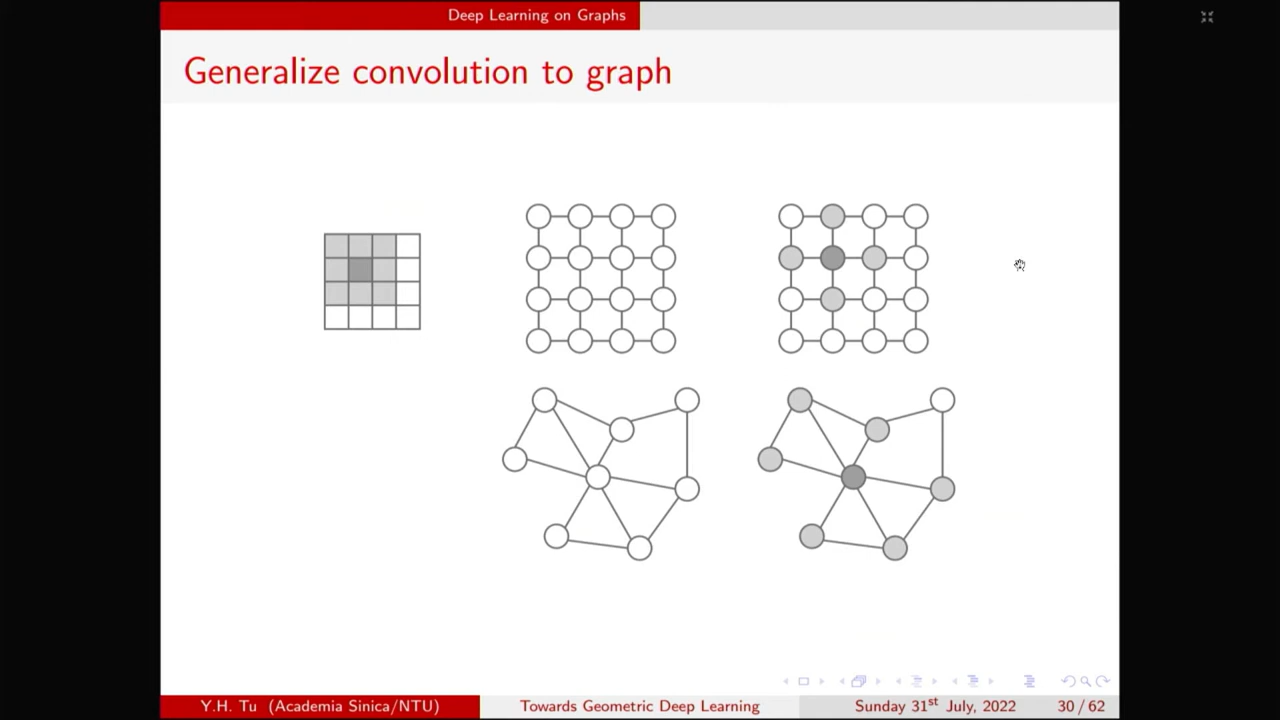 Deep Learning on Graphs
Generalize convolution to graph
Y.H. Tu (Academia Sinica/NTU)
Towards Geometric Deep Learning
Sunday 31st July, 2022
30 / 62